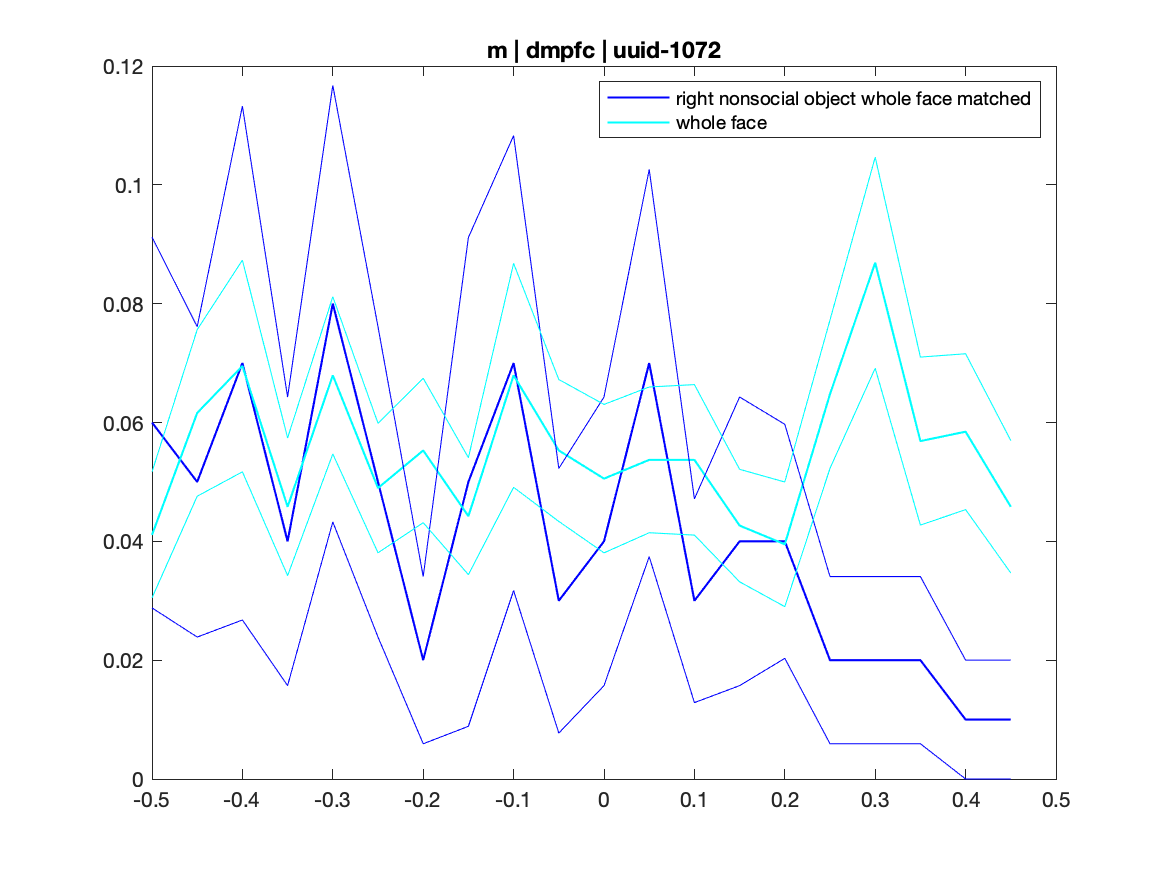 m | dmpfc | uuid-1072
right nonsocial object whole face matched
whole face
0.12
0.1
0.08
0.06
0.04
0.02
0
-0.5 -0.4 -0.3 -0.2 -0.1 0 0.1 0.2 0.3 0.4 0.5